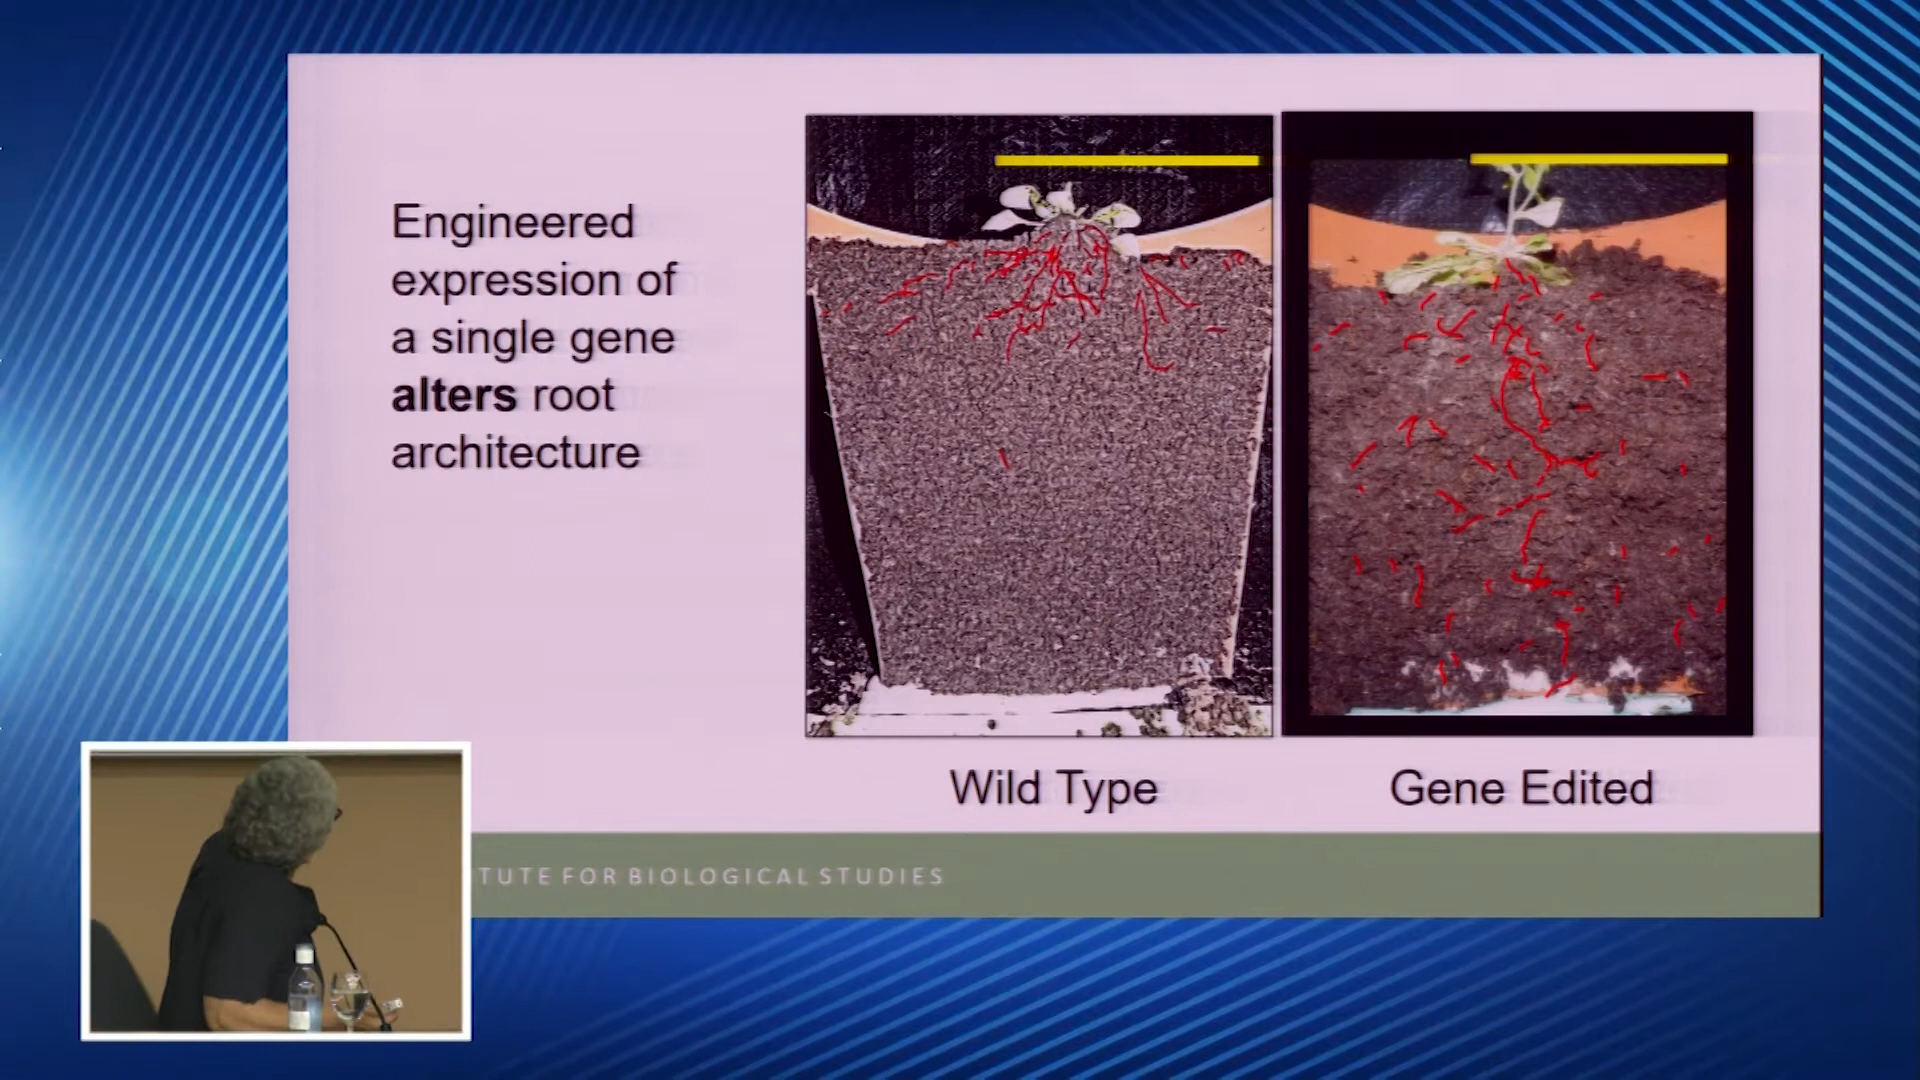 Engineered
expression of
a single gene
alters root
architecture
Wild Type
Gene Edited
TUTE FOR BIOLOGICAL STUDIES